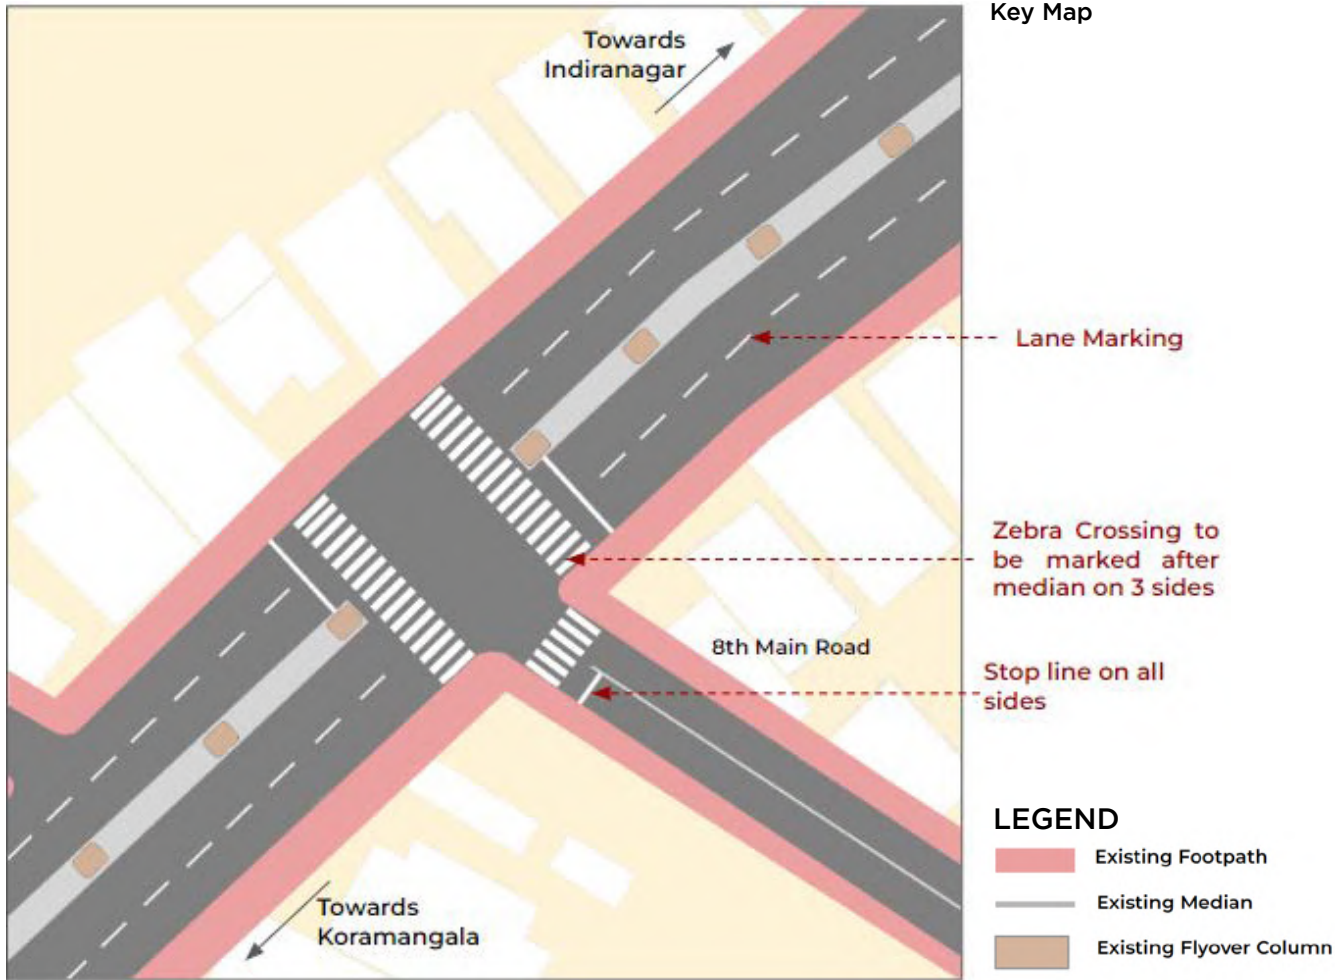 Key Map
Towards
Indiranagar
Lane Marking
Zebra Crossing to
be marked after
median on 3 sides
8th Main Road
Stop line on all
sides
LEGEND
Existing Footpath
Existing Median
Existing Flyover Column
Towards
Koramangala